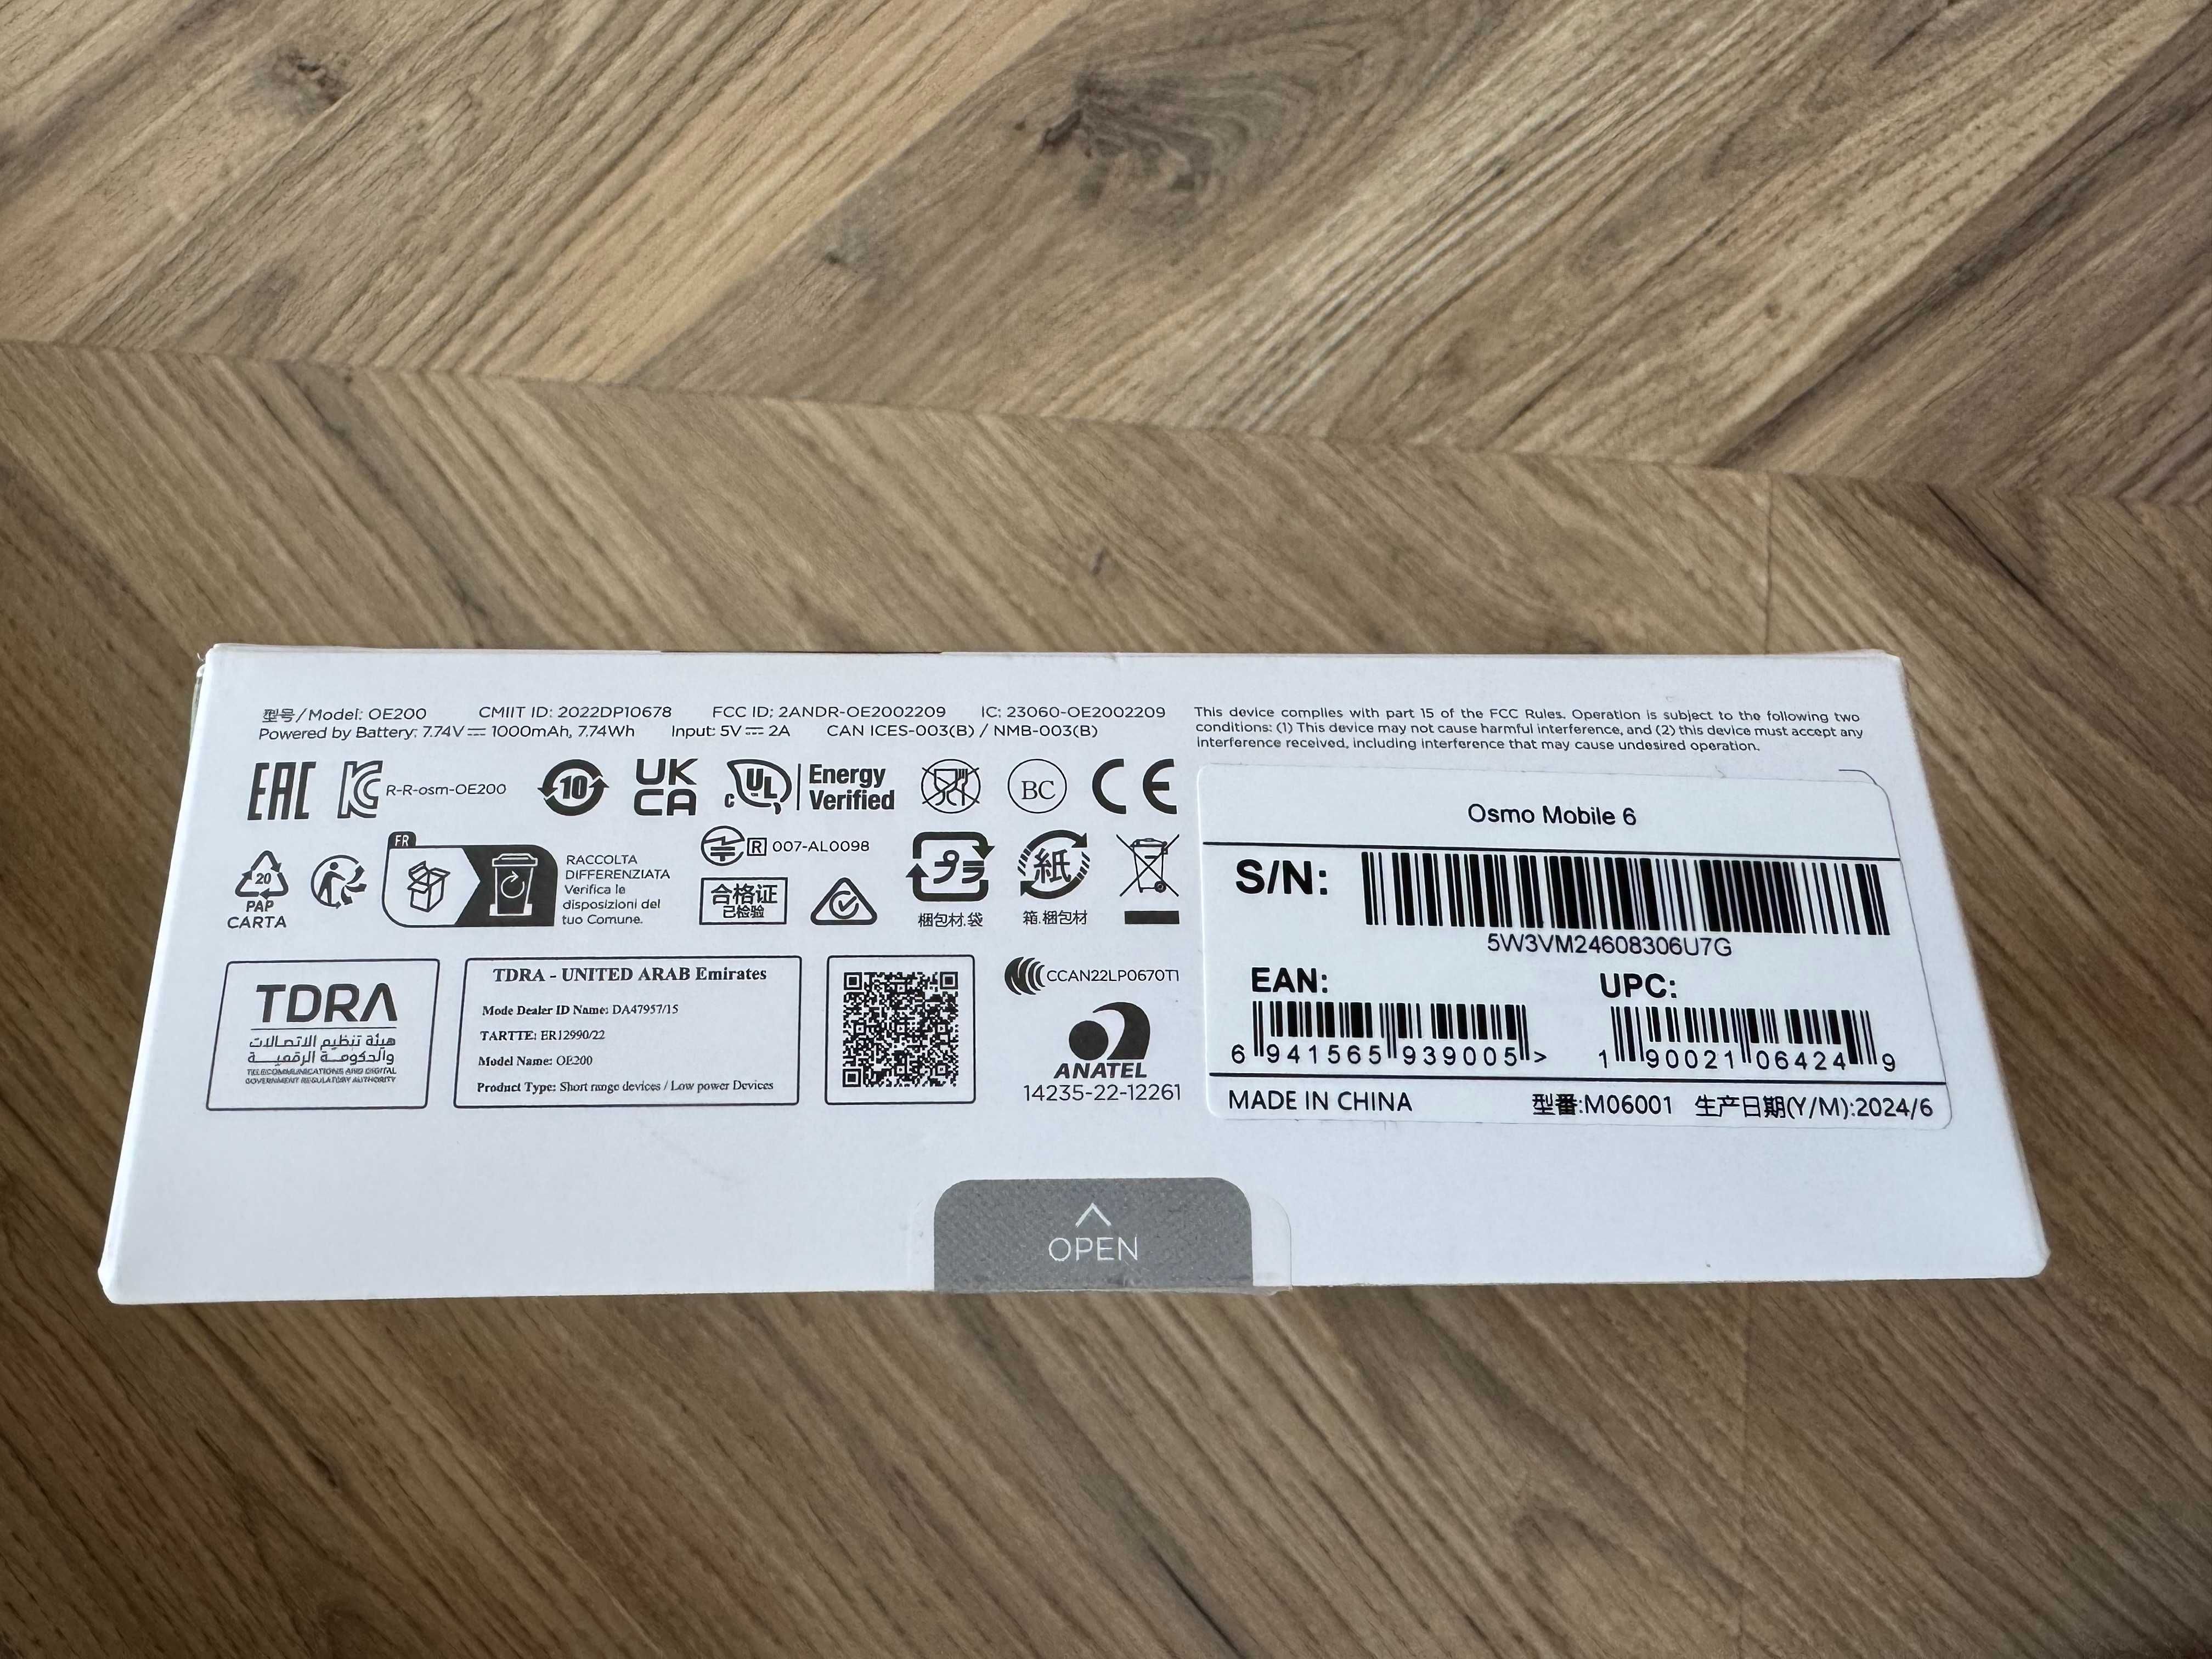 型号/Model: OE200 CMIIT ID: 2022DP10678 FCC ID: 2ANDR-OE2002209 IC: 23060-OE2002209
Powered by Battery: 7.74V⎓1000mAh, 7.74Wh Input: 5V⎓2A CAN ICES-003(B) / NMB-003(B)
This device complies with part 15 of the FCC Rules. Operation is subject to the following two
conditions: (1) This device may not cause harmful interference, and (2) this device must accept any
interference received, including interference that may cause undesired operation.
EAC KC R-R-osm-OE200 10 UK
CA
c UL Energy
Verified
BC CE
20
PAP
CARTA
FR
RACCOLTA
DIFFERENZIATA
Verifica le
disposizioni del
tuo Comune.
R 007-AL0098
合格证
已检验
プラ
梱包材.袋
紙
箱.梱包材
TDRA
هيئة تنظيم الاتصالات
والحكومة الرقمية
TELECOMMUNICATIONS AND DIGITAL
GOVERNMENT REGULATORY AUTHORITY
TDRA - UNITED ARAB Emirates
Mode Dealer ID Name: DA47957/15
TARTTE: ER12990/22
Model Name: OE200
Product Type: Short range devices / Low power Devices
CCAN22LP0670T1
ANATEL
14235-22-12261
Osmo Mobile 6
S/N:
5W3VM24608306U7G
EAN: UPC:
6 941565 939005 > 1 90021 06424 9
MADE IN CHINA 型番:M06001 生产日期(Y/M):2024/6
OPEN